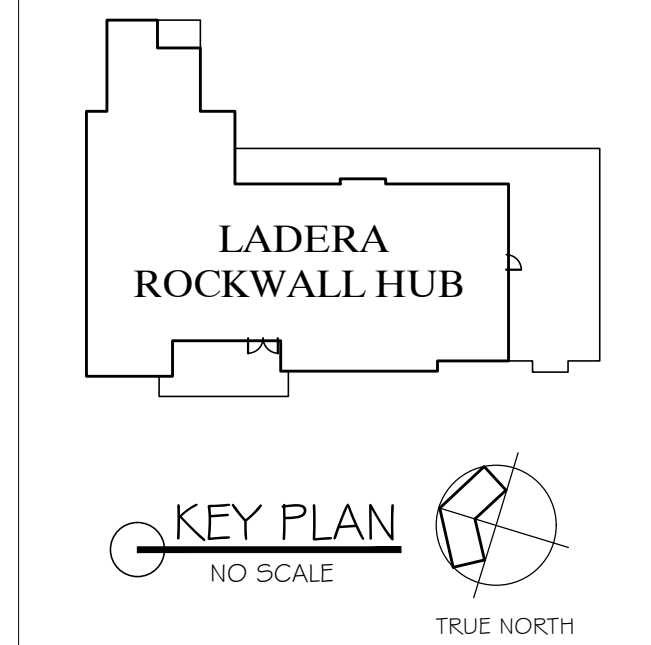 LADERA
ROCKWALL HUB
KEY PLAN
NO SCALE
TRUE NORTH